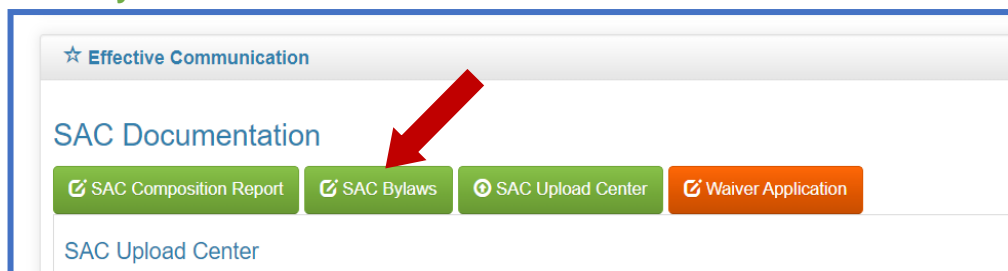 Effective Communication
SAC Documentation
SAC Composition Report SAC Bylaws SAC Upload Center Waiver Application
SAC Upload Center